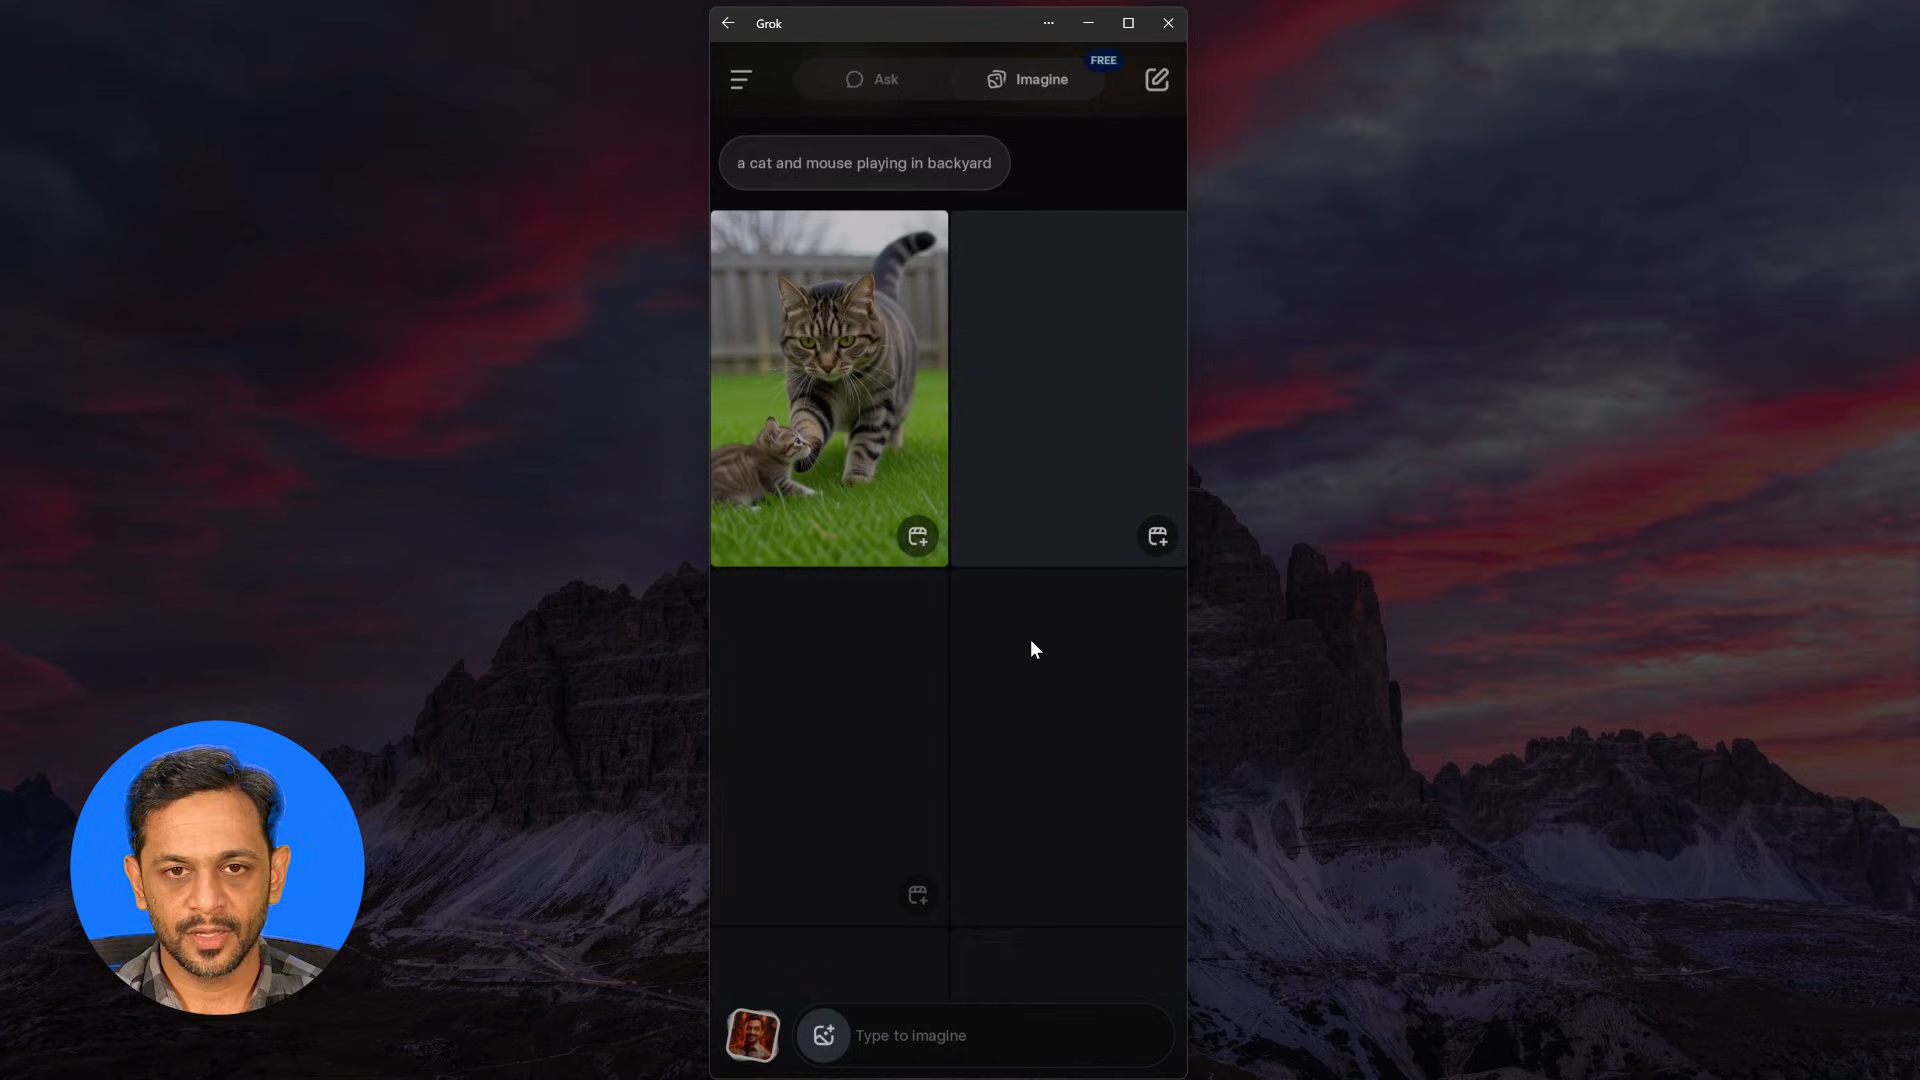 Grok
FREE
Ask
Imagine
a cat and mouse playing in backyard
Type to imagine